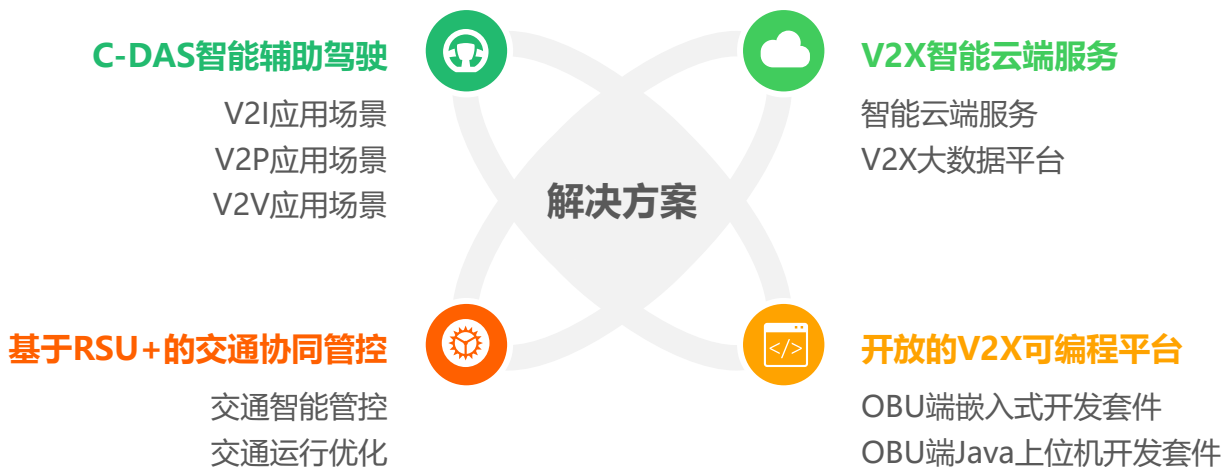 C-DAS智能辅助驾驶
V2I应用场景
V2P应用场景
V2V应用场景
V2X智能云端服务
智能云端服务
V2X大数据平台
解决方案
基于RSU+的交通协同管控
交通智能管控
交通运行优化
</>
开放的V2X可编程平台
OBU端嵌入式开发套件
OBU端Java上位机开发套件